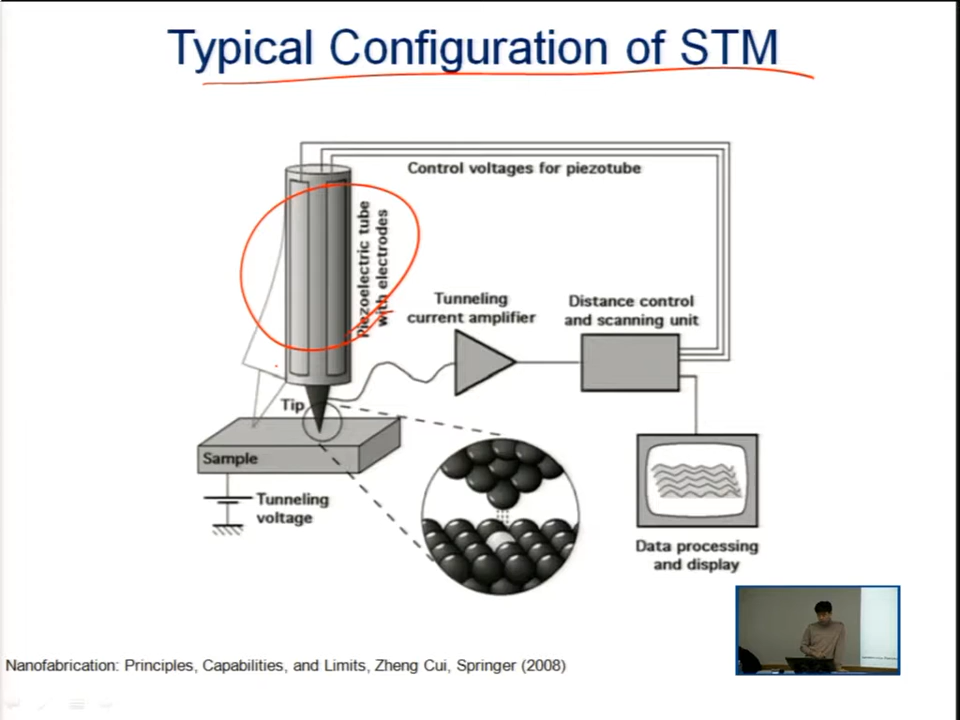 Typical Configuration of STM
Control voltages for piezotube
Piezoelectric tube
with electrodes
Tunneling
current amplifier
Distance control
and scanning unit
Tip
Sample
Tunneling
voltage
Data processing
and display
Nanofabrication: Principles, Capabilities, and Limits, Zheng Cui, Springer (2008)